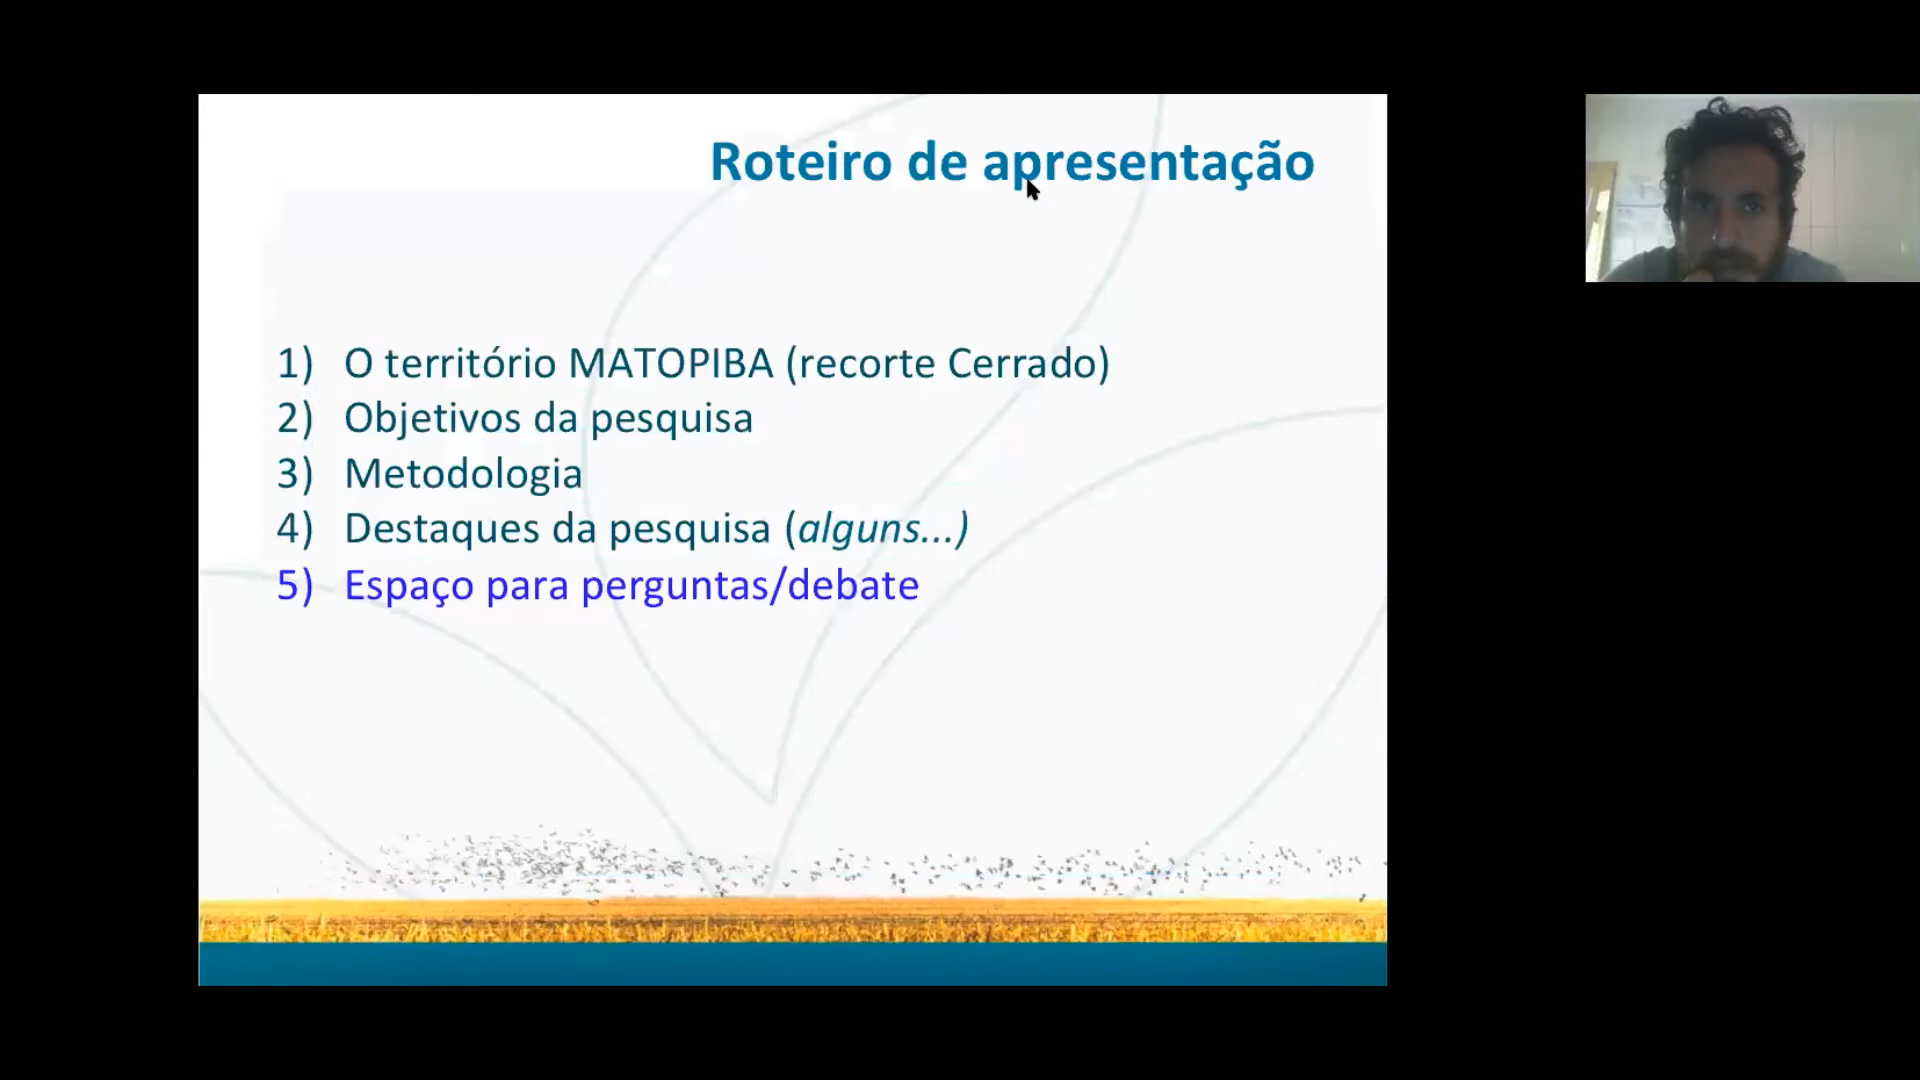 Roteiro de apresentação
1) O território MATOPIBA (recorte Cerrado)
2) Objetivos da pesquisa
3) Metodologia
4) Destaques da pesquisa (alguns...)
5) Espaço para perguntas/debate